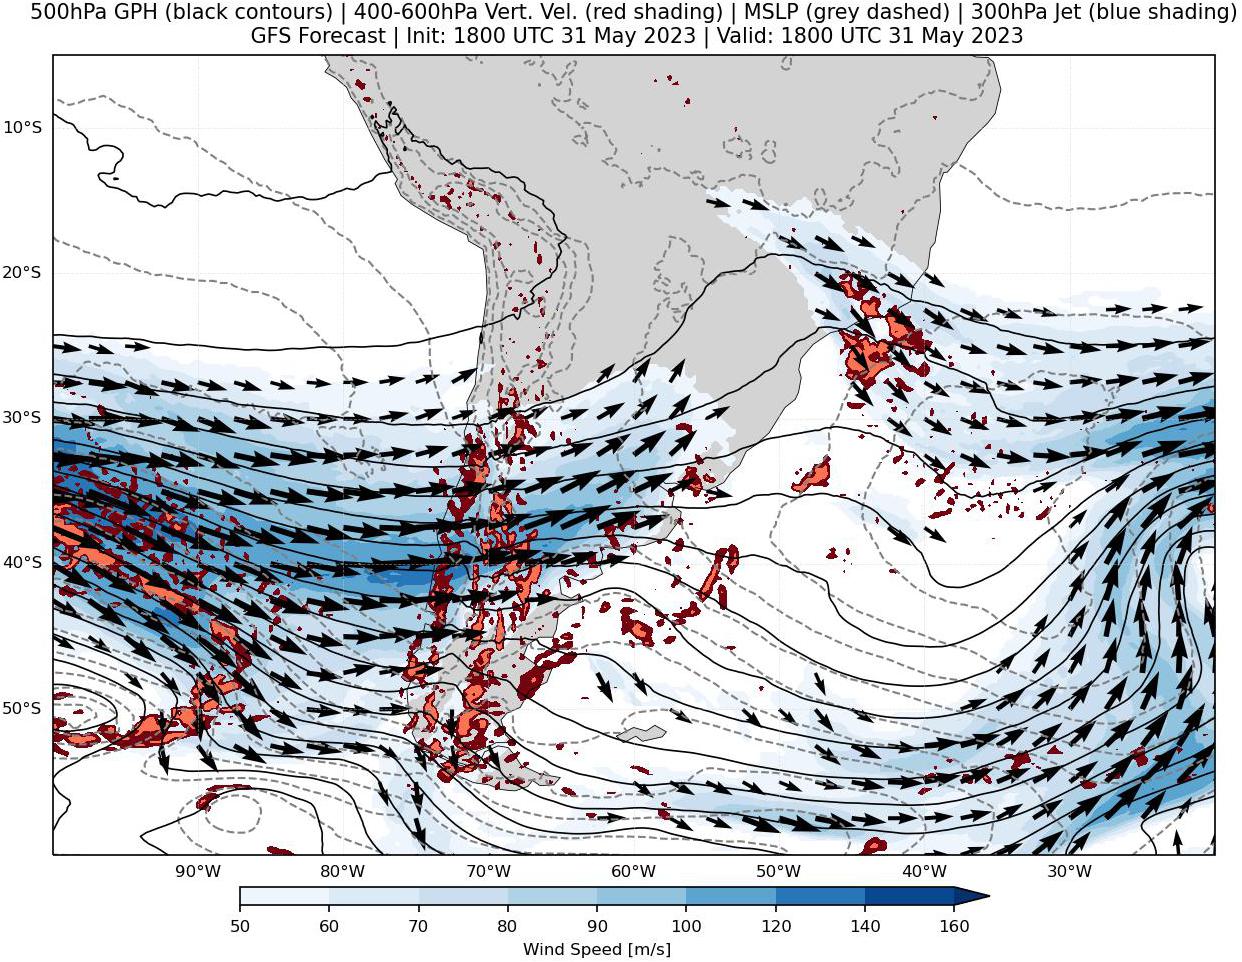 500hPa GPH (black contours) | 400-600hPa Vert. Vel. (red shading) | MSLP (grey dashed) | 300hPa Jet (blue shading)
GFS Forecast | Init: 1800 UTC 31 May 2023 | Valid: 1800 UTC 31 May 2023
10°S
20°S
30°S
40°S
50°S
90°W 80°W 70°W 60°W 50°W 40°W 30°W
50 60 70 80 90 100 120 140 160
Wind Speed [m/s]